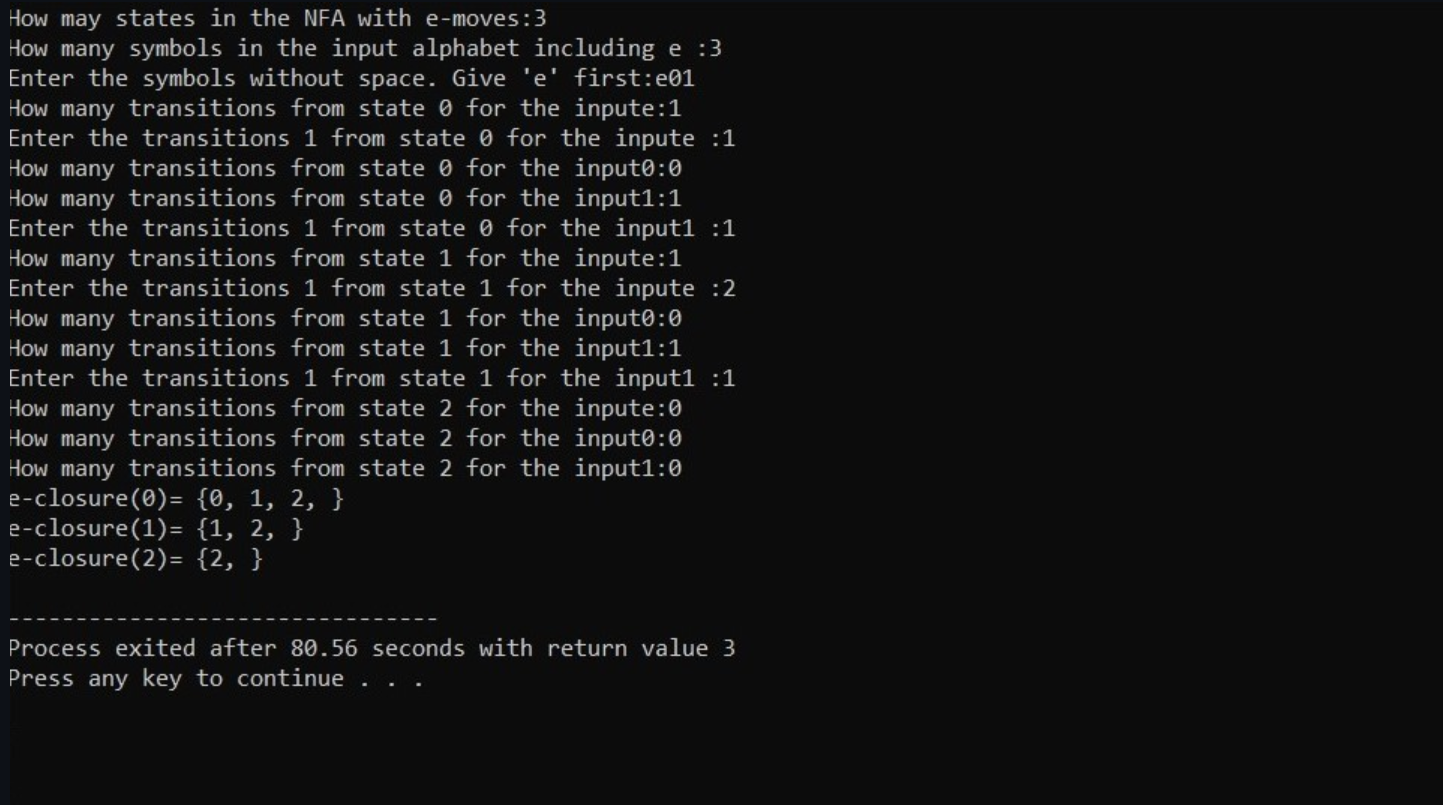 How may states in the NFA with e-moves:3
How many symbols in the input alphabet including e :3
Enter the symbols without space. Give 'e' first:e01
How many transitions from state 0 for the inpute:1
Enter the transitions 1 from state 0 for the inpute :1
How many transitions from state 0 for the input0:0
How many transitions from state 0 for the input1:1
Enter the transitions 1 from state 0 for the input1 :1
How many transitions from state 1 for the inpute:1
Enter the transitions 1 from state 1 for the inpute :2
How many transitions from state 1 for the input0:0
How many transitions from state 1 for the input1:1
Enter the transitions 1 from state 1 for the input1 :1
How many transitions from state 2 for the inpute:0
How many transitions from state 2 for the input0:0
How many transitions from state 2 for the input1:0
e-closure(0)= {0, 1, 2, }
e-closure(1)= {1, 2, }
e-closure(2)= {2, }
--------------------------------
Process exited after 80.56 seconds with return value 3
Press any key to continue . . .